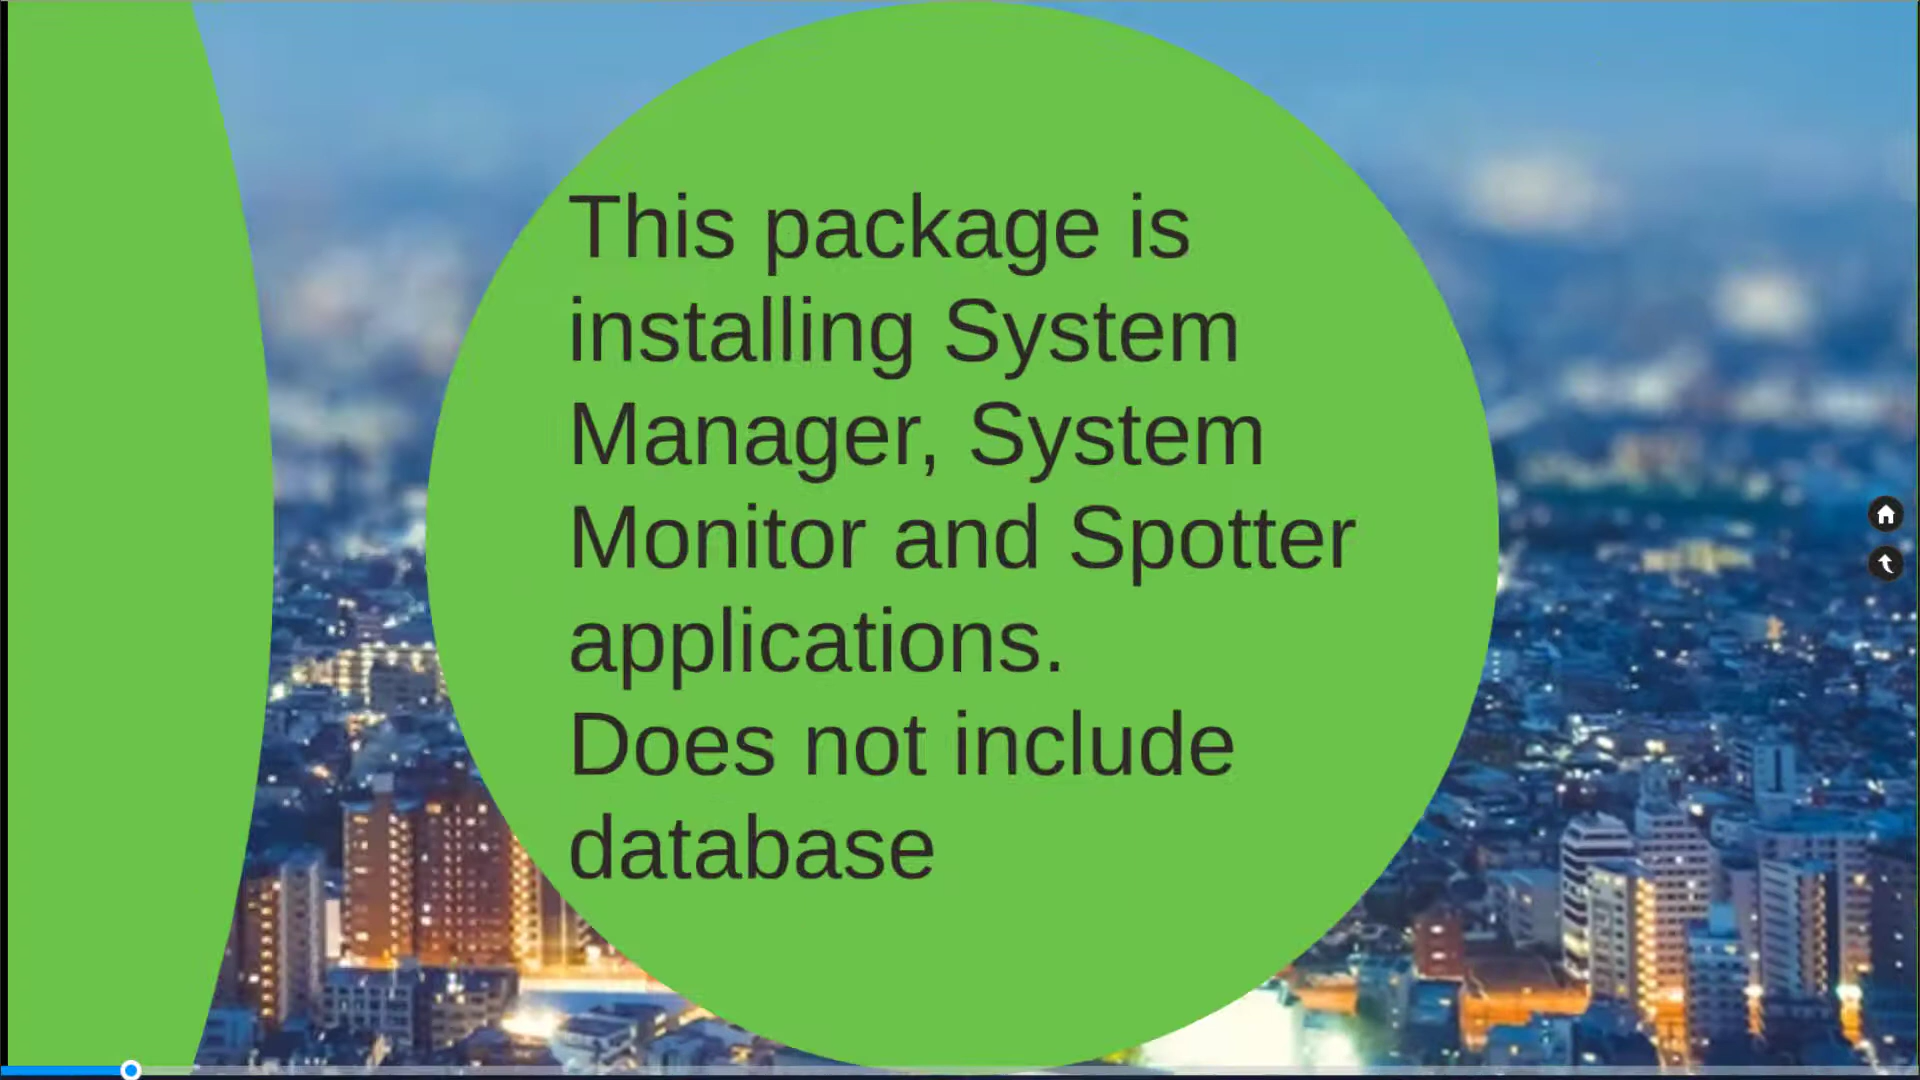 This package is
installing System
Manager, System
Monitor and Spotter
applications.
Does not include
database